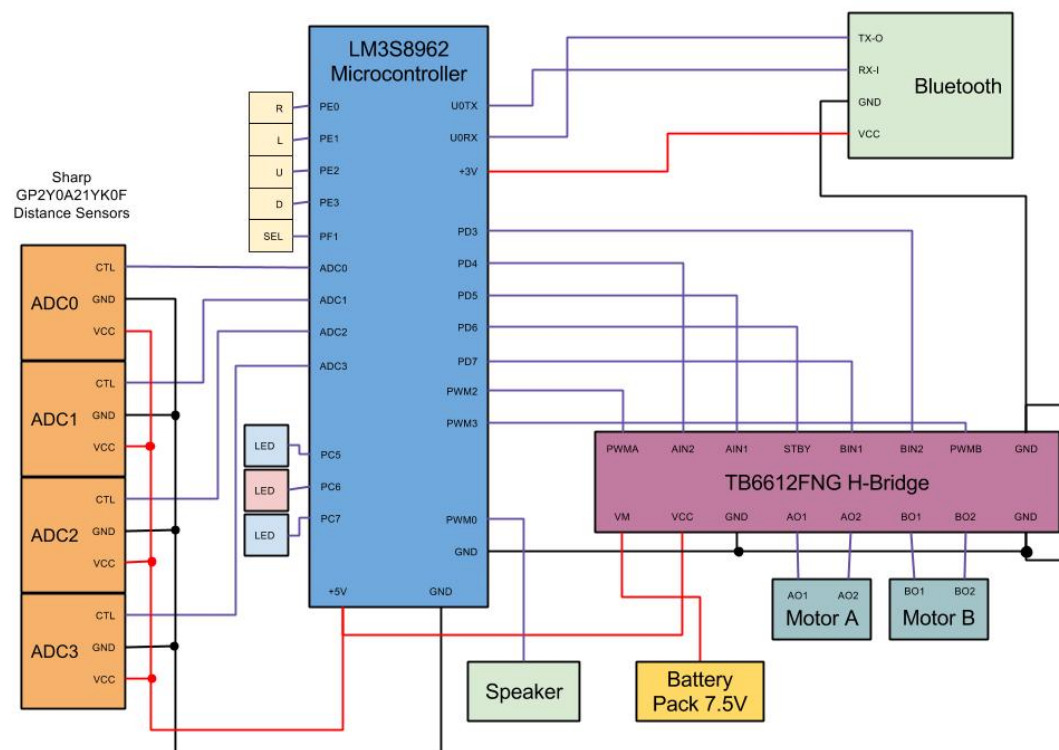 LM3S8962
Microcontroller
R
L
U
D
SEL
PE0
PE1
PE2
PE3
PF1
ADC0
ADC1
ADC2
ADC3
PC5
PC6
PC7
+5V
GND
U0TX
U0RX
+3V
PD3
PD4
PD5
PD6
PD7
PWM2
PWM3
PWM0
GND
TX-O
RX-I
GND
VCC
Bluetooth
Sharp
GP2Y0A21YK0F
Distance Sensors
ADC0
CTL
GND
VCC
ADC1
CTL
GND
VCC
ADC2
CTL
GND
VCC
ADC3
CTL
GND
VCC
LED
LED
LED
PWMA AIN2 AIN1 STBY BIN1 BIN2 PWMB GND
TB6612FNG H-Bridge
VM VCC GND AO1 AO2 BO1 BO2 GND
AO1 AO2
Motor A
BO1 BO2
Motor B
Speaker
Battery
Pack 7.5V